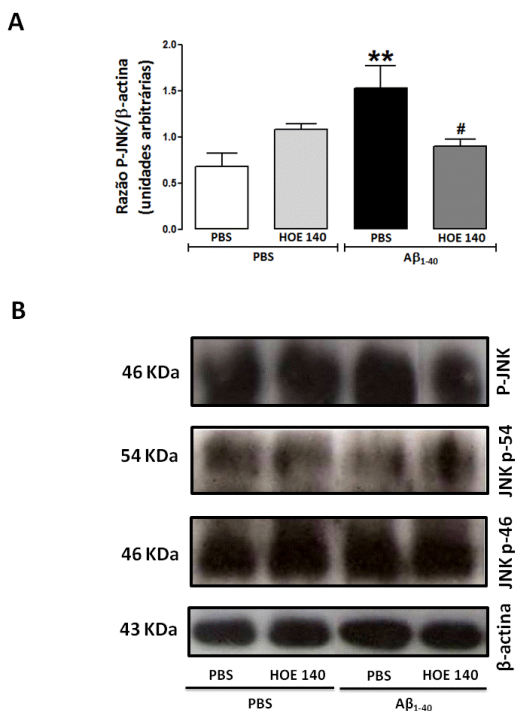 A
Razão P-JNK/β-actina
(unidades arbitrárias)
2.0
1.5
1.0
0.5
0.0
**
#
PBS HOE 140 PBS HOE 140
PBS Aβ1-40
B
46 KDa P-JNK
54 KDa JNK p-54
46 KDa JNK p-46
43 KDa β-actina
PBS HOE 140 PBS HOE 140
PBS Aβ1-40